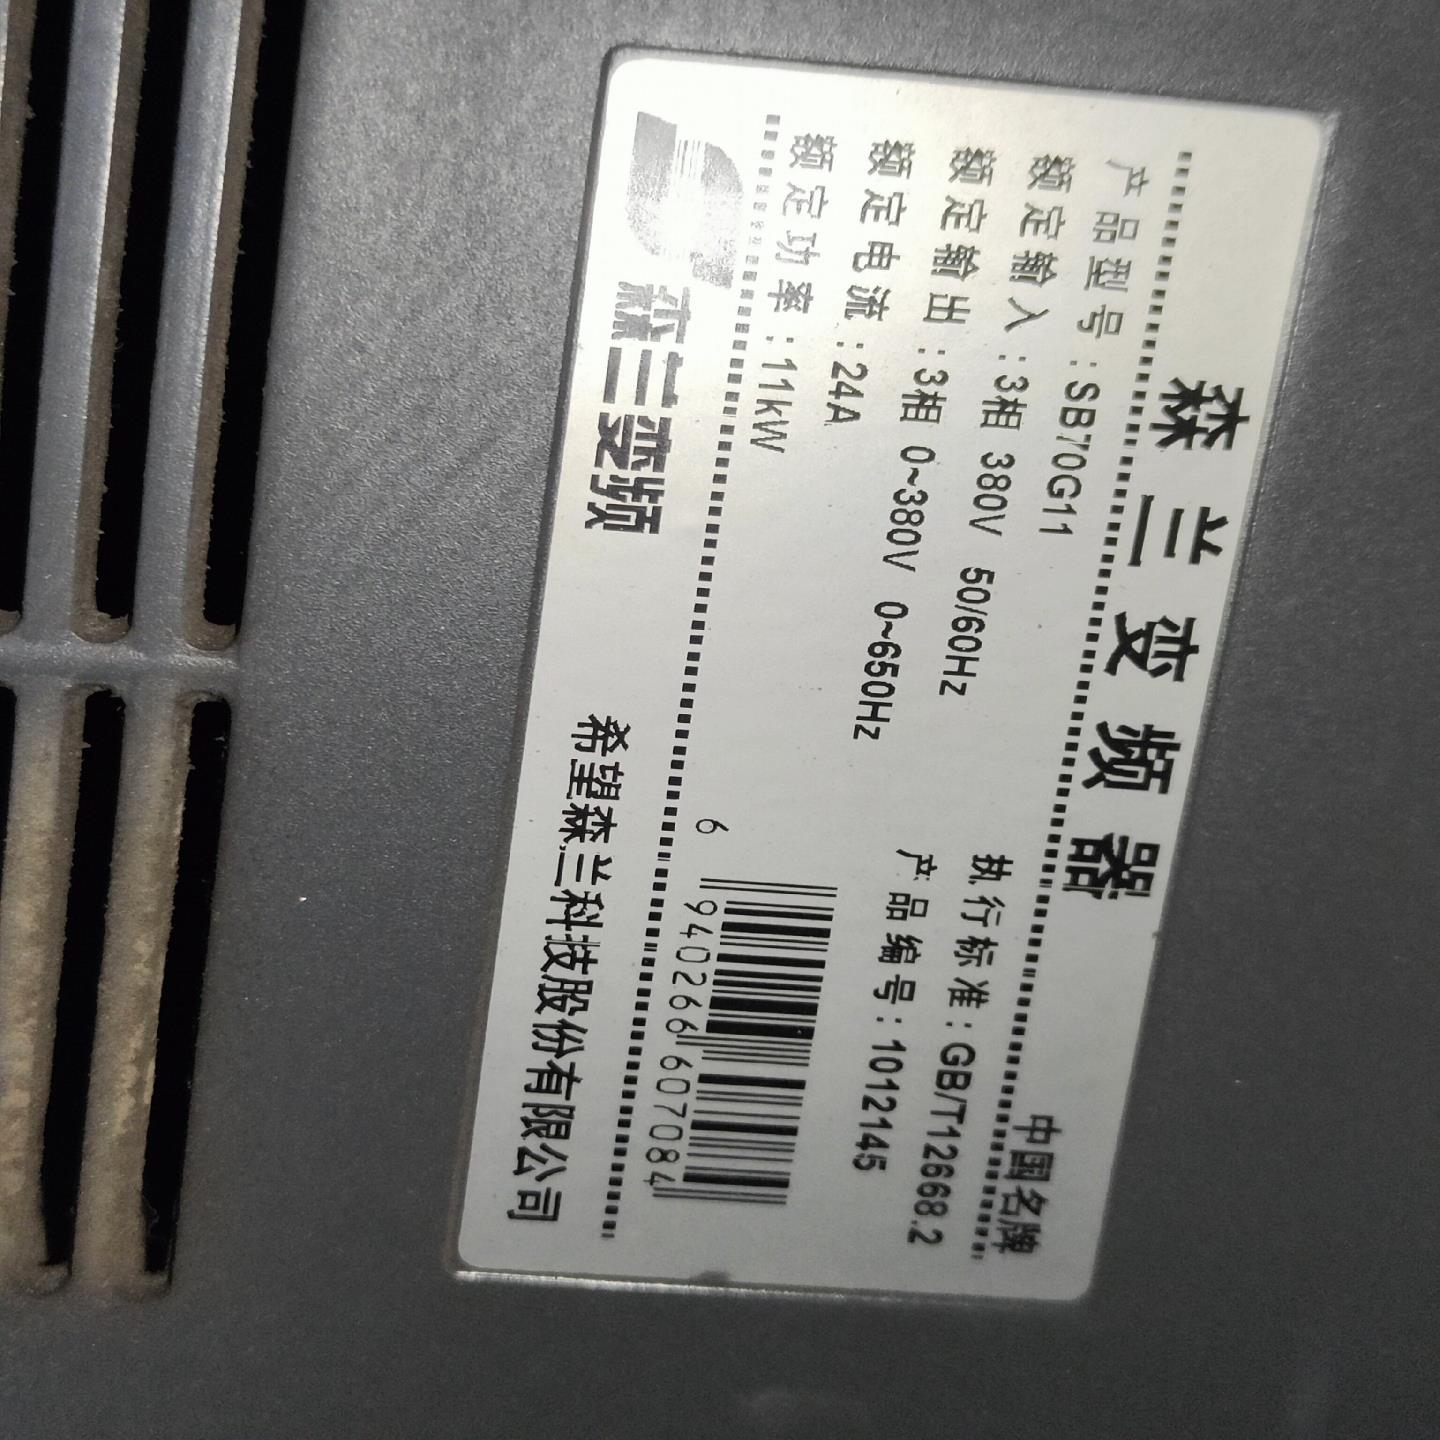 森兰变频器
中国名牌
产品型号:SB70G11
额定输入:3相 380V 50/60Hz
执行标准:GB/T12668.2
额定输出:3相 0~380V 0~650Hz
产品编号:1012145
额定电流:24A
额定功率:11kW
6 940266 607084
森兰变频
希望森兰科技股份有限公司